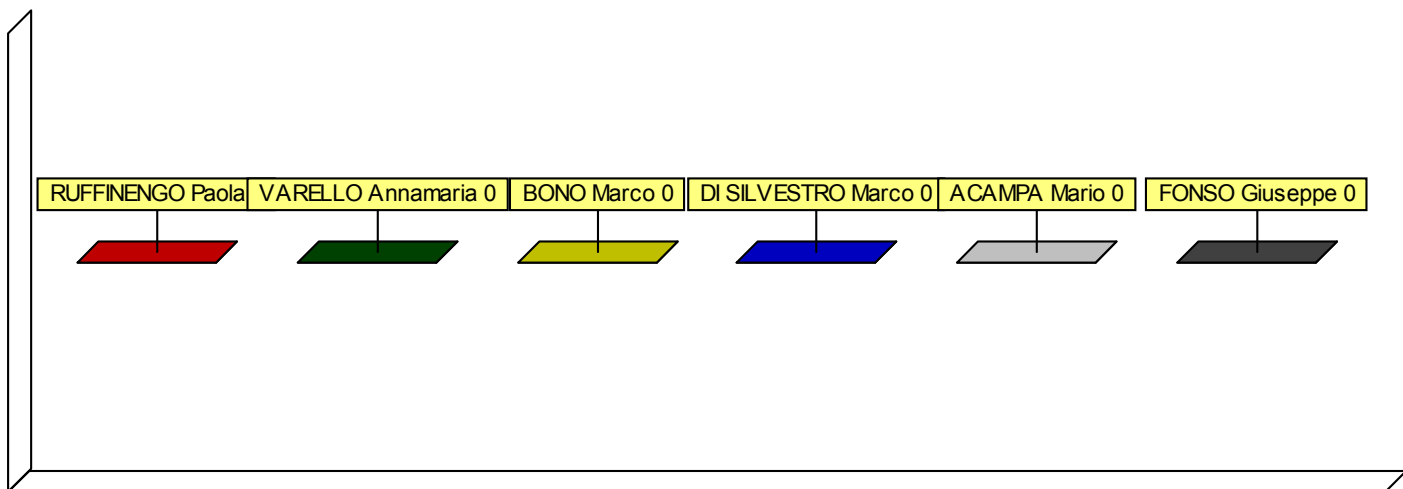 RUFFINENGO Paola
VARELLO Annamaria 0
BONO Marco 0
DI SILVESTRO Marco 0
ACAMPA Mario 0
FONSO Giuseppe 0